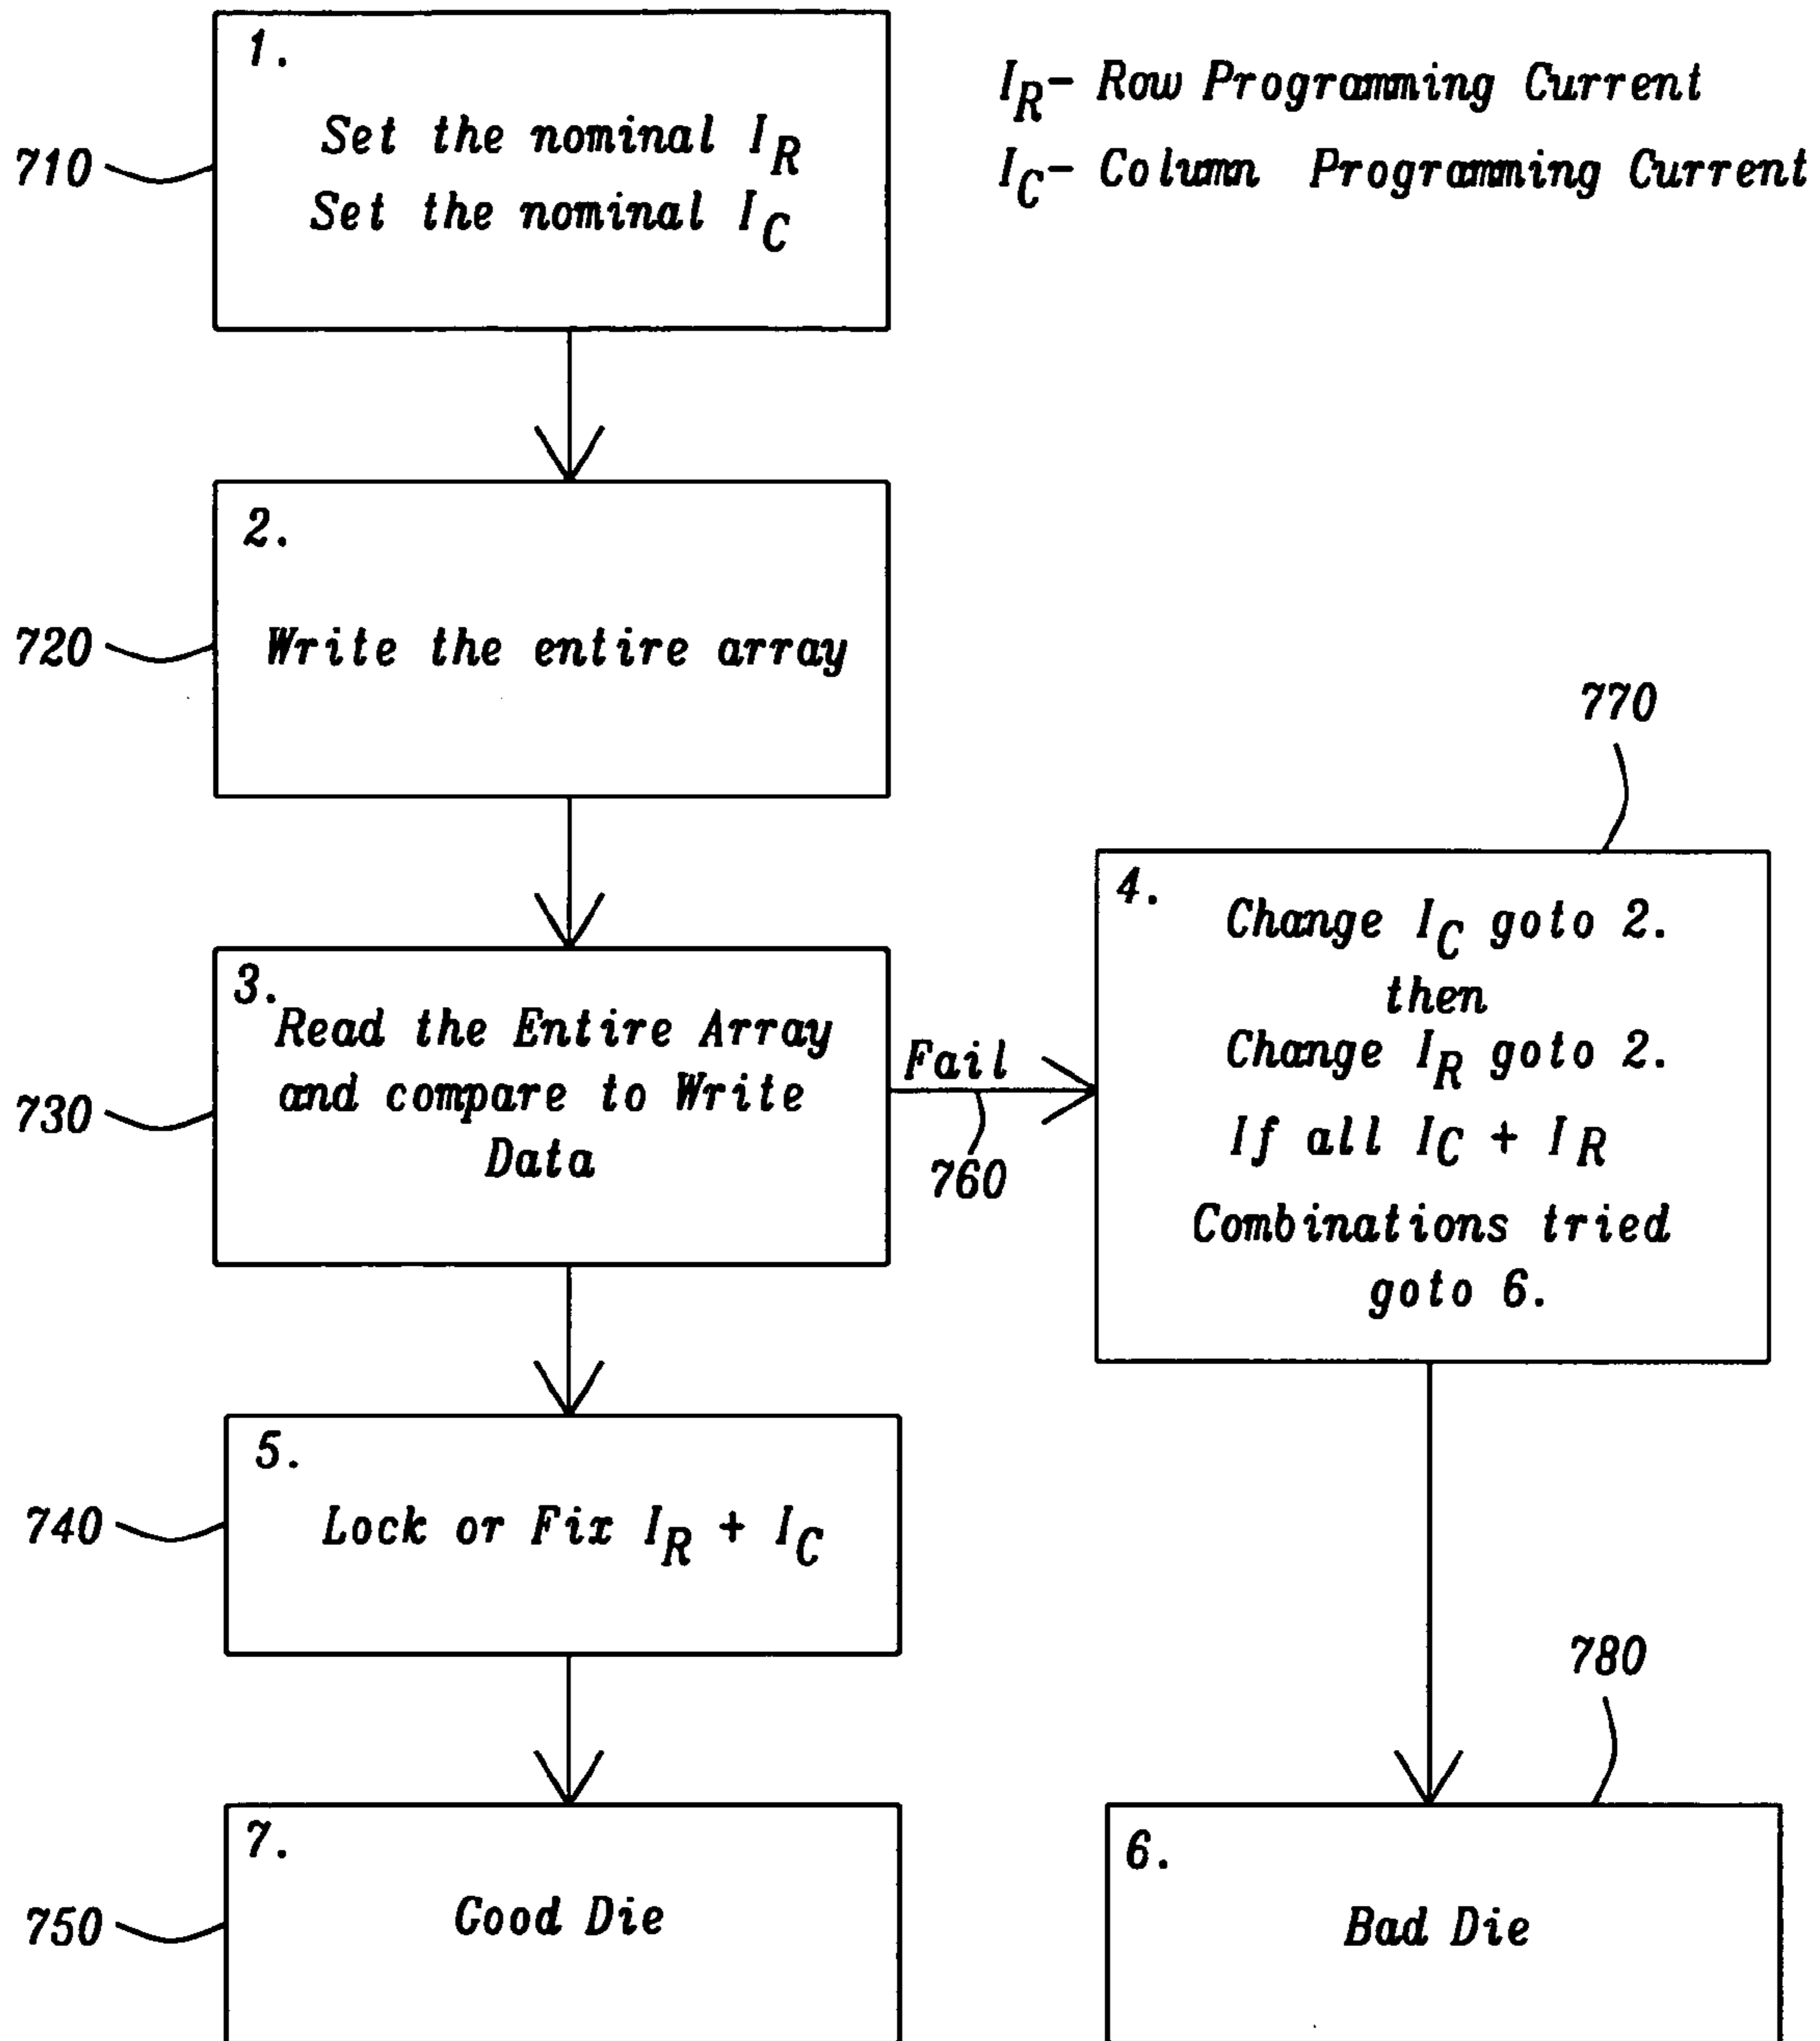 1.
Set the nominal I_R
Set the nominal I_C
710
I_R- Row Programming Current
I_C- Column Programming Current
2.
Write the entire array
720
770
3.
Read the Entire Array
and compare to Write
Data
730
Fail
760
4.
Change I_C goto 2.
then
Change I_R goto 2.
If all I_C + I_R
Combinations tried
goto 6.
5.
Lock or Fix I_R + I_C
740
780
7.
Good Die
750
6.
Bad Die